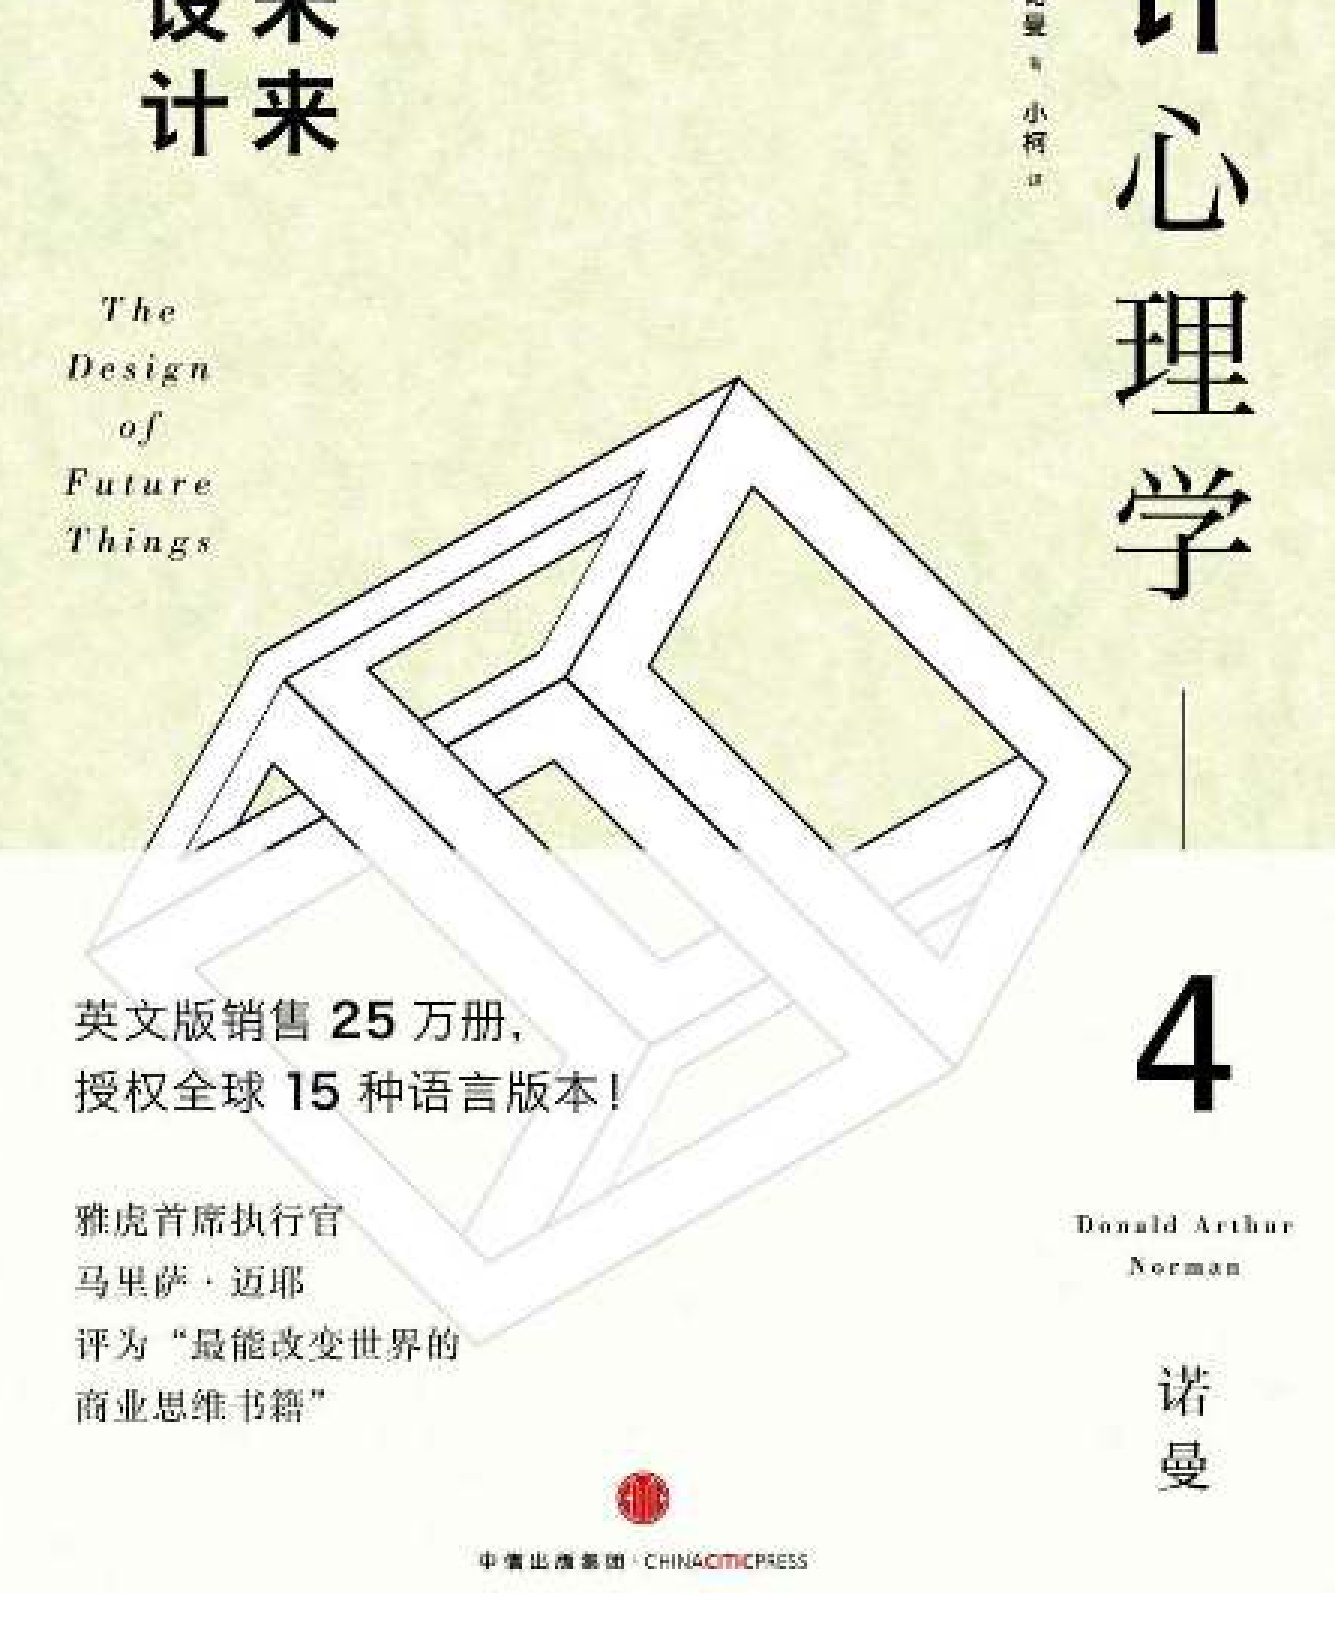 计心理学
4
Donald Arthur
Norman
诺曼
小柯 译
未来
设计
The
Design
of
Future
Things
英文版销售 25 万册,
授权全球 15 种语言版本!
雅虎首席执行官
马里萨·迈耶
评为“最能改变世界的
商业思维书籍”
中信出版集团·CHINACITICPRESS